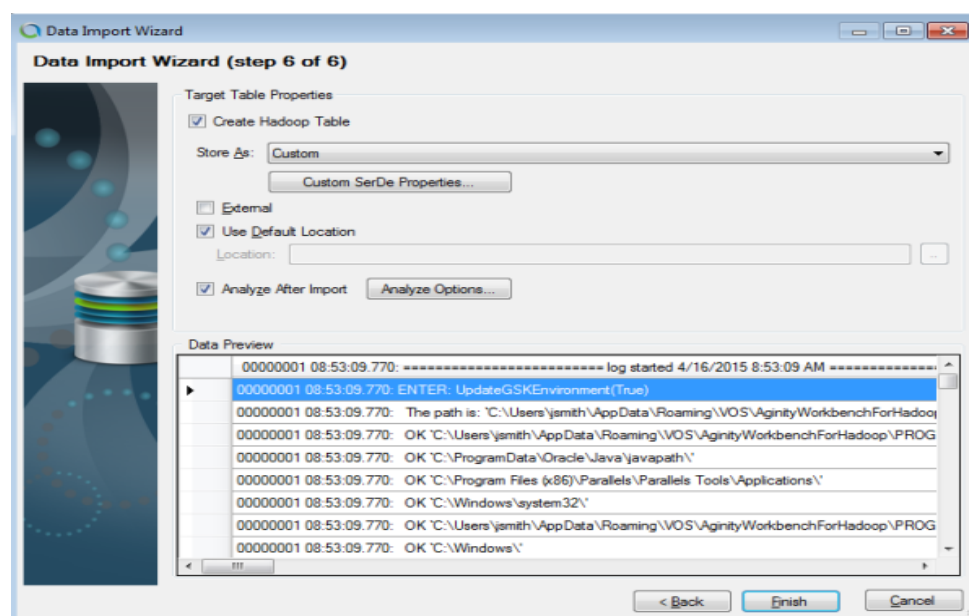 Data Import Wizard
Data Import Wizard (step 6 of 6)
Target Table Properties
Create Hadoop Table
Store As: Custom
Custom SerDe Properties...
External
Use Default Location
Location: ..
Analyze After Import Analyze Options...
Data Preview
00000001 08:53:09.770: ========================= log started 4/16/2015 8:53:09 AM =============
00000001 08:53:09.770: ENTER: UpdateGSKEnvironment(True)
00000001 08:53:09.770: The path is: 'C:\Users\jsmith\AppData\Roaming\VOS\AginityWorkbenchForHadoop
00000001 08:53:09.770: OK 'C:\Users\jsmith\AppData\Roaming\VOS\AginityWorkbenchForHadoop\PROG
00000001 08:53:09.770: OK 'C:\ProgramData\Oracle\Java\javapath\'
00000001 08:53:09.770: OK 'C:\Program Files (x86)\Parallels\Parallels Tools\Applications\'
00000001 08:53:09.770: OK 'C:\Windows\system32\'
00000001 08:53:09.770: OK 'C:\Users\jsmith\AppData\Roaming\VOS\AginityWorkbenchForHadoop\PROG
00000001 08:53:09.770: OK 'C:\Windows\'
< Back Finish Cancel